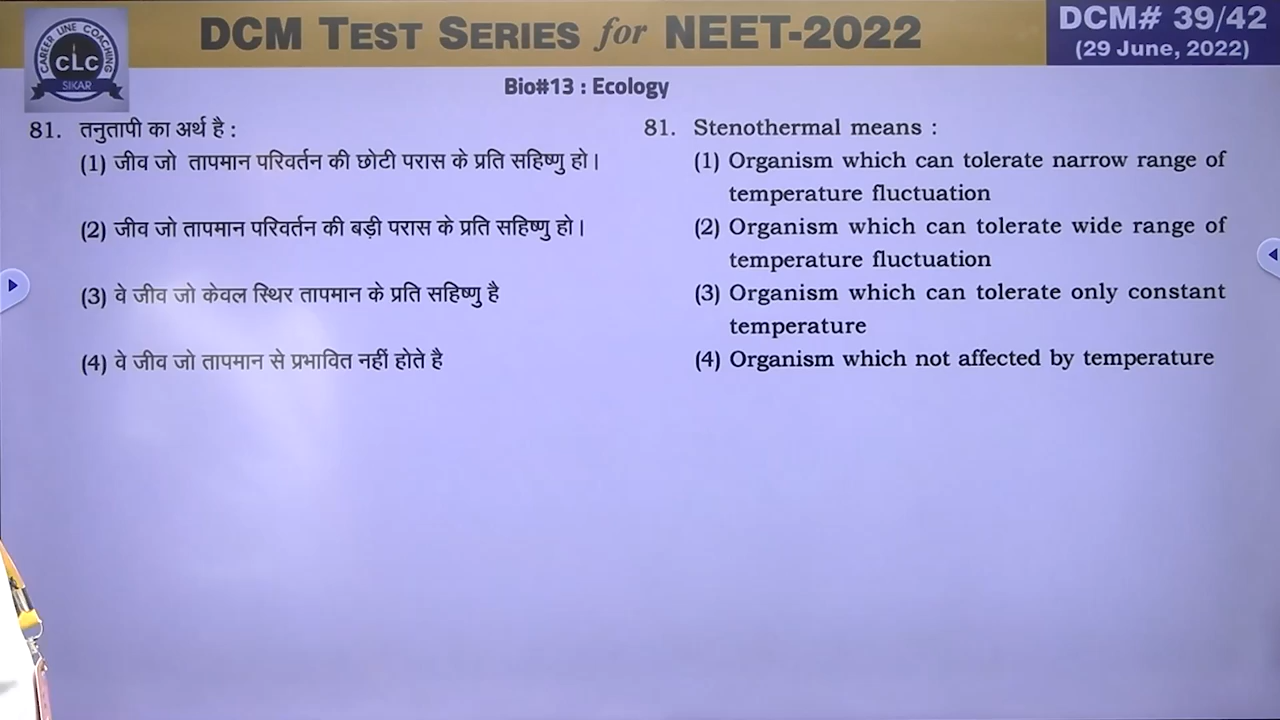 CAREER LINE COACHING
CLC
SIKAR
DCM TEST SERIES for NEET-2022
DCM# 39/42
(29 June, 2022)
Bio#13 : Ecology
81. तनुतापी का अर्थ है :
(1) जीव जो तापमान परिवर्तन की छोटी परास के प्रति सहिष्णु हो।
(2) जीव जो तापमान परिवर्तन की बड़ी परास के प्रति सहिष्णु हो।
(3) वे जीव जो केवल स्थिर तापमान के प्रति सहिष्णु है
(4) वे जीव जो तापमान से प्रभावित नहीं होते है
81. Stenothermal means :
(1) Organism which can tolerate narrow range of
temperature fluctuation
(2) Organism which can tolerate wide range of
temperature fluctuation
(3) Organism which can tolerate only constant
temperature
(4) Organism which not affected by temperature